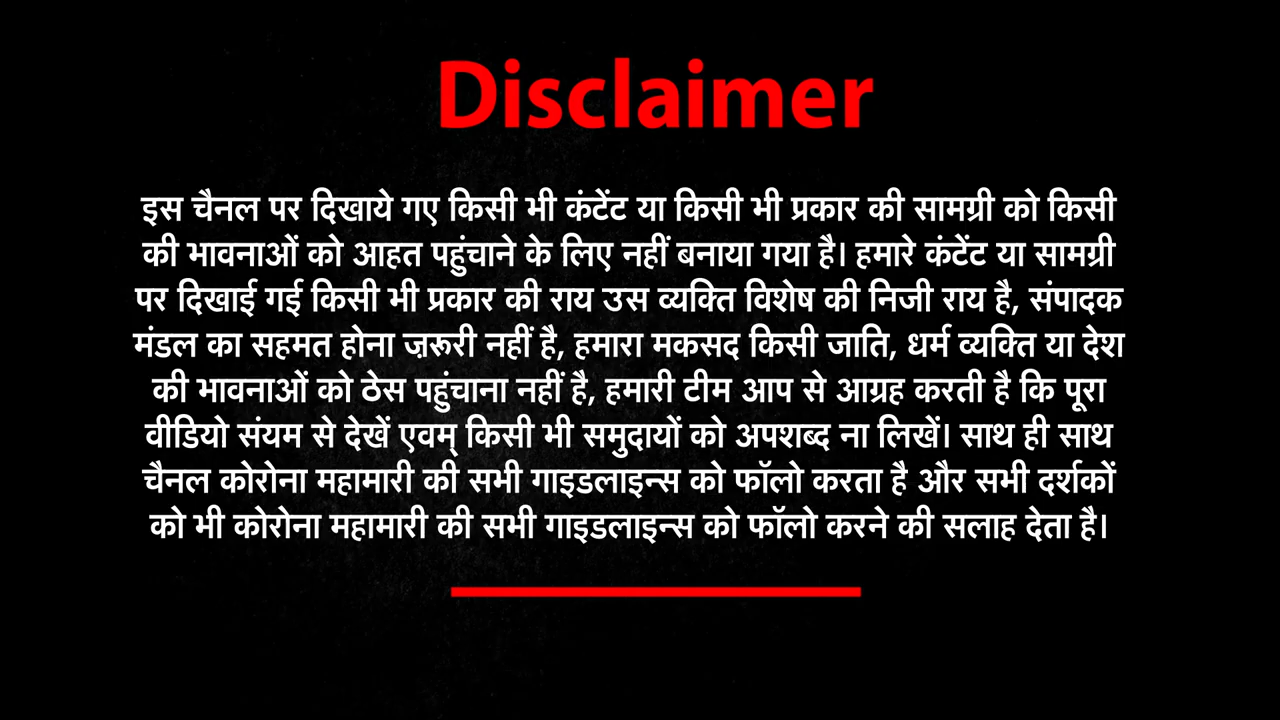 Disclaimer
इस चैनल पर दिखाये गए किसी भी कंटेंट या किसी भी प्रकार की सामग्री को किसी
की भावनाओं को आहत पहुंचाने के लिए नहीं बनाया गया है। हमारे कंटेंट या सामग्री
पर दिखाई गई किसी भी प्रकार की राय उस व्यक्ति विशेष की निजी राय है, संपादक
मंडल का सहमत होना ज़रूरी नहीं है, हमारा मकसद किसी जाति, धर्म व्यक्ति या देश
की भावनाओं को ठेस पहुंचाना नहीं है, हमारी टीम आप से आग्रह करती है कि पूरा
वीडियो संयम से देखें एवम् किसी भी समुदायों को अपशब्द ना लिखें। साथ ही साथ
चैनल कोरोना महामारी की सभी गाइडलाइन्स को फॉलो करता है और सभी दर्शकों
को भी कोरोना महामारी की सभी गाइडलाइन्स को फॉलो करने की सलाह देता है।